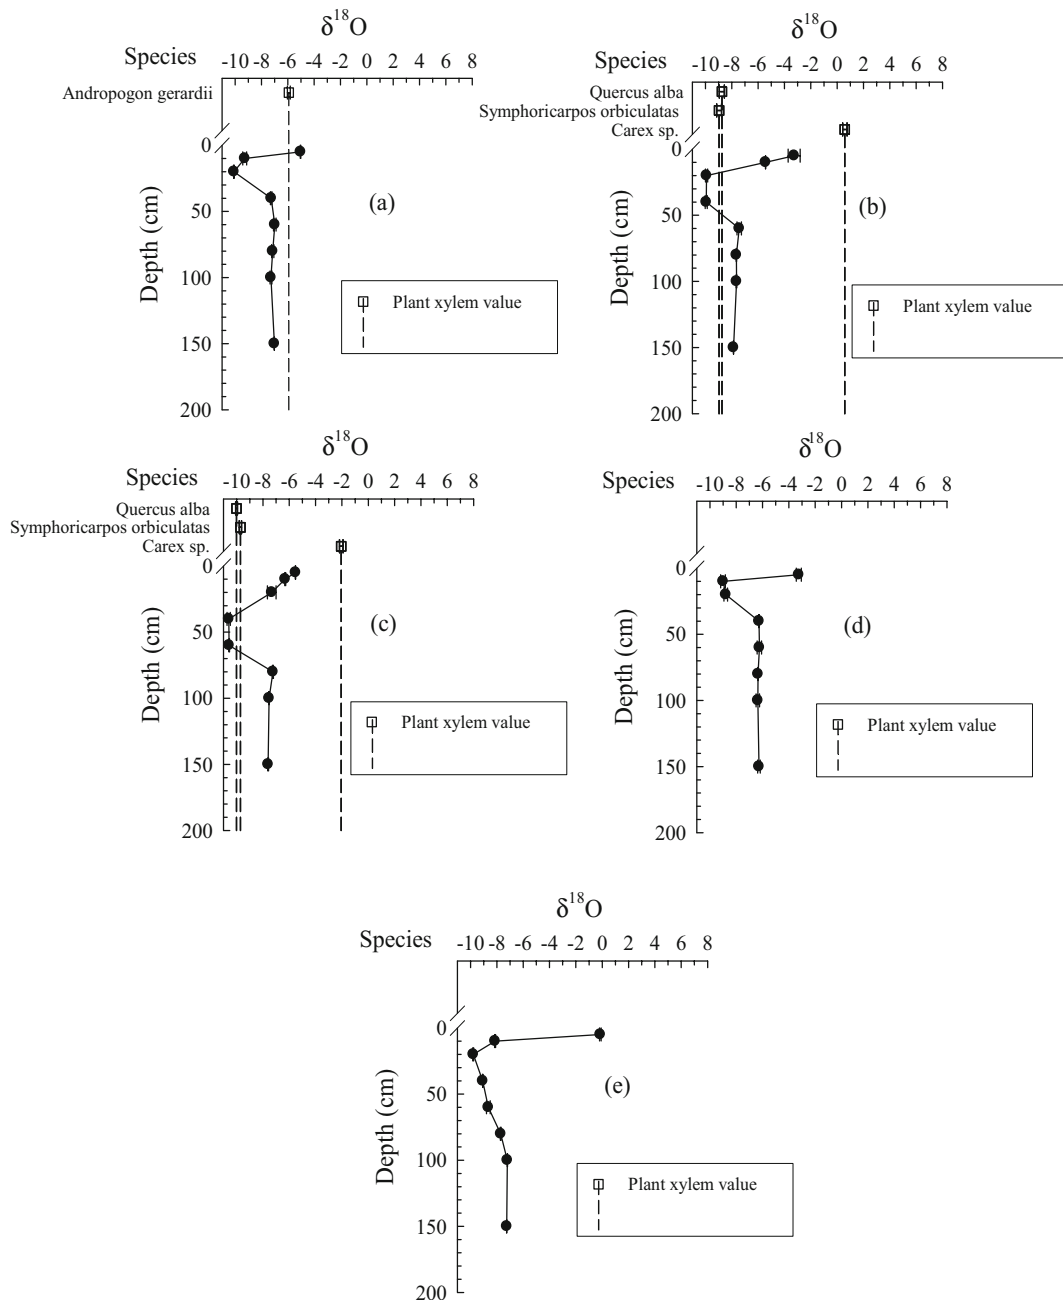 δ18O
Species
-10 -8 -6 -4 -2 0 2 4 6 8
Andropogon gerardii
0
50
100
150
200
Depth (cm)
(a)
Plant xylem value
δ18O
Species
-10 -8 -6 -4 -2 0 2 4 6 8
Quercus alba
Symphoricarpos orbiculatas
Carex sp.
0
50
100
150
200
Depth (cm)
(b)
Plant xylem value
δ18O
Species
-10 -8 -6 -4 -2 0 2 4 6 8
Quercus alba
Symphoricarpos orbiculatas
Carex sp.
0
50
100
150
200
Depth (cm)
(c)
Plant xylem value
δ18O
Species
-10 -8 -6 -4 -2 0 2 4 6 8
0
50
100
150
200
Depth (cm)
(d)
Plant xylem value
δ18O
Species
-10 -8 -6 -4 -2 0 2 4 6 8
0
50
100
150
200
Depth (cm)
(e)
Plant xylem value